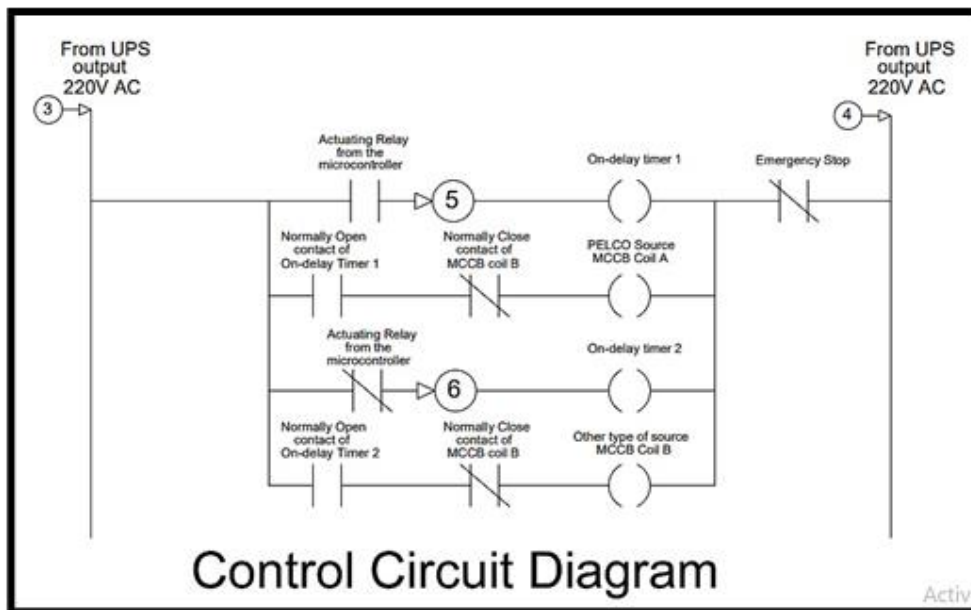 From UPS
output
220V AC
3
From UPS
output
220V AC
4
Actuating Relay
from the
microcontroller
5
On-delay timer 1
Emergency Stop
Normally Open
contact of
On-delay Timer 1
Normally Close
contact of
MCCB coil B
PELCO Source
MCCB Coil A
Actuating Relay
from the
microcontroller
6
On-delay timer 2
Normally Open
contact of
On-delay Timer 2
Normally Close
contact of
MCCB coil B
Other type of source
MCCB Coil B
Control Circuit Diagram
Activ